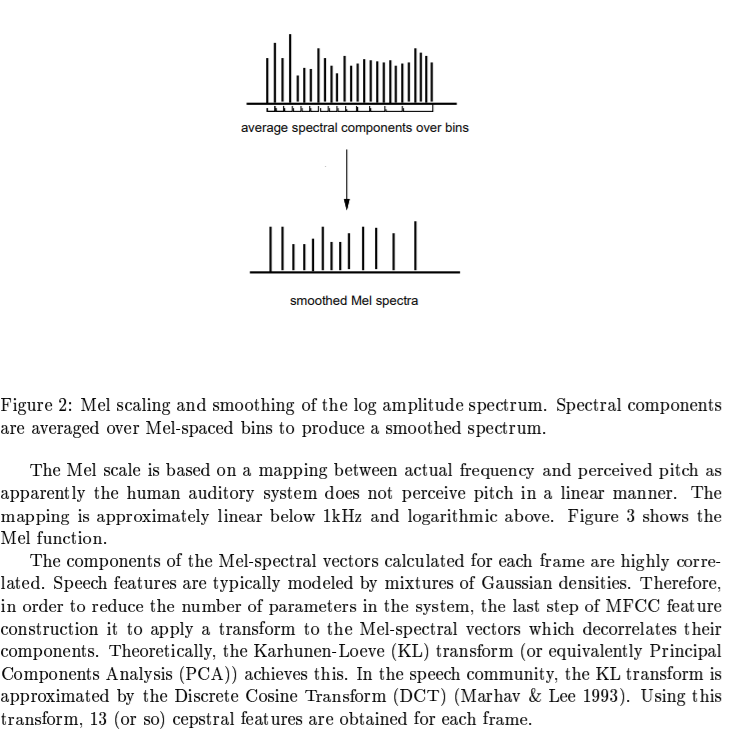 average spectral components over bins
smoothed Mel spectra
Figure 2: Mel scaling and smoothing of the log amplitude spectrum. Spectral components
are averaged over Mel-spaced bins to produce a smoothed spectrum.
The Mel scale is based on a mapping between actual frequency and perceived pitch as
apparently the human auditory system does not perceive pitch in a linear manner. The
mapping is approximately linear below 1kHz and logarithmic above. Figure 3 shows the
Mel function.
The components of the Mel-spectral vectors calculated for each frame are highly corre-
lated. Speech features are typically modeled by mixtures of Gaussian densities. Therefore,
in order to reduce the number of parameters in the system, the last step of MFCC feature
construction it to apply a transform to the Mel-spectral vectors which decorrelates their
components. Theoretically, the Karhunen-Loeve (KL) transform (or equivalently Principal
Components Analysis (PCA)) achieves this. In the speech community, the KL transform is
approximated by the Discrete Cosine Transform (DCT) (Marhav & Lee 1993). Using this
transform, 13 (or so) cepstral features are obtained for each frame.